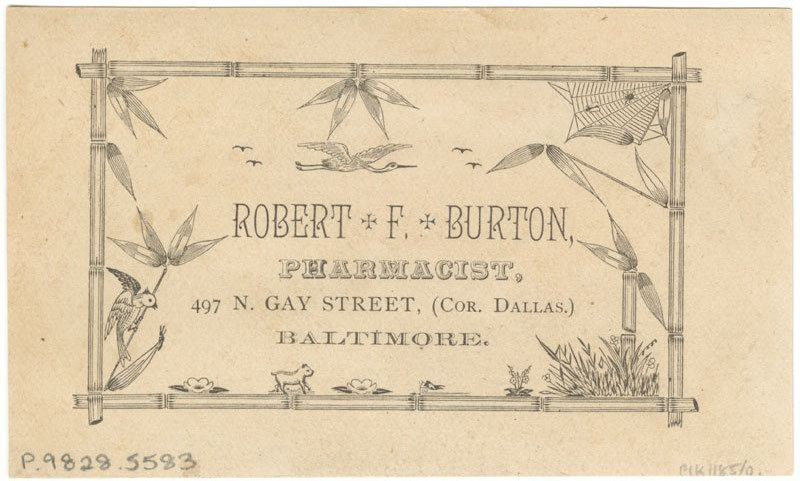 ROBERT F. BURTON,
PHARMACIST,
497 N. GAY STREET, (COR. DALLAS.)
BALTIMORE.
P.9828.5583